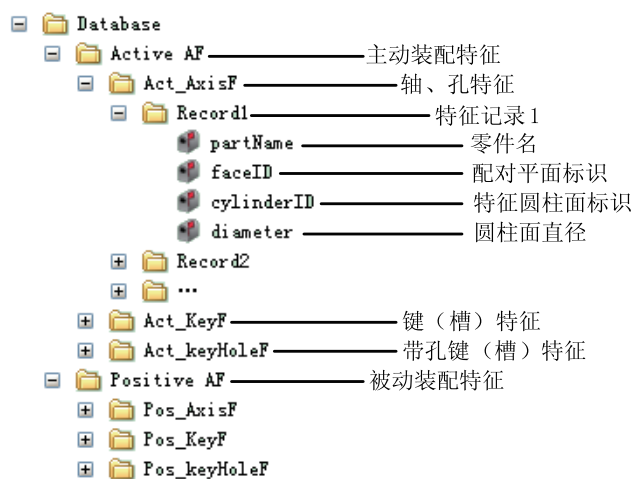 Database
Active AF 主动装配特征
Act_AxisF 轴、孔特征
Record1 特征记录1
partName 零件名
faceID 配对平面标识
cylinderID 特征圆柱面标识
diameter 圆柱面直径
Record2
…
Act_KeyF 键（槽）特征
Act_keyHoleF 带孔键（槽）特征
Positive AF 被动装配特征
Pos_AxisF
Pos_KeyF
Pos_keyHoleF